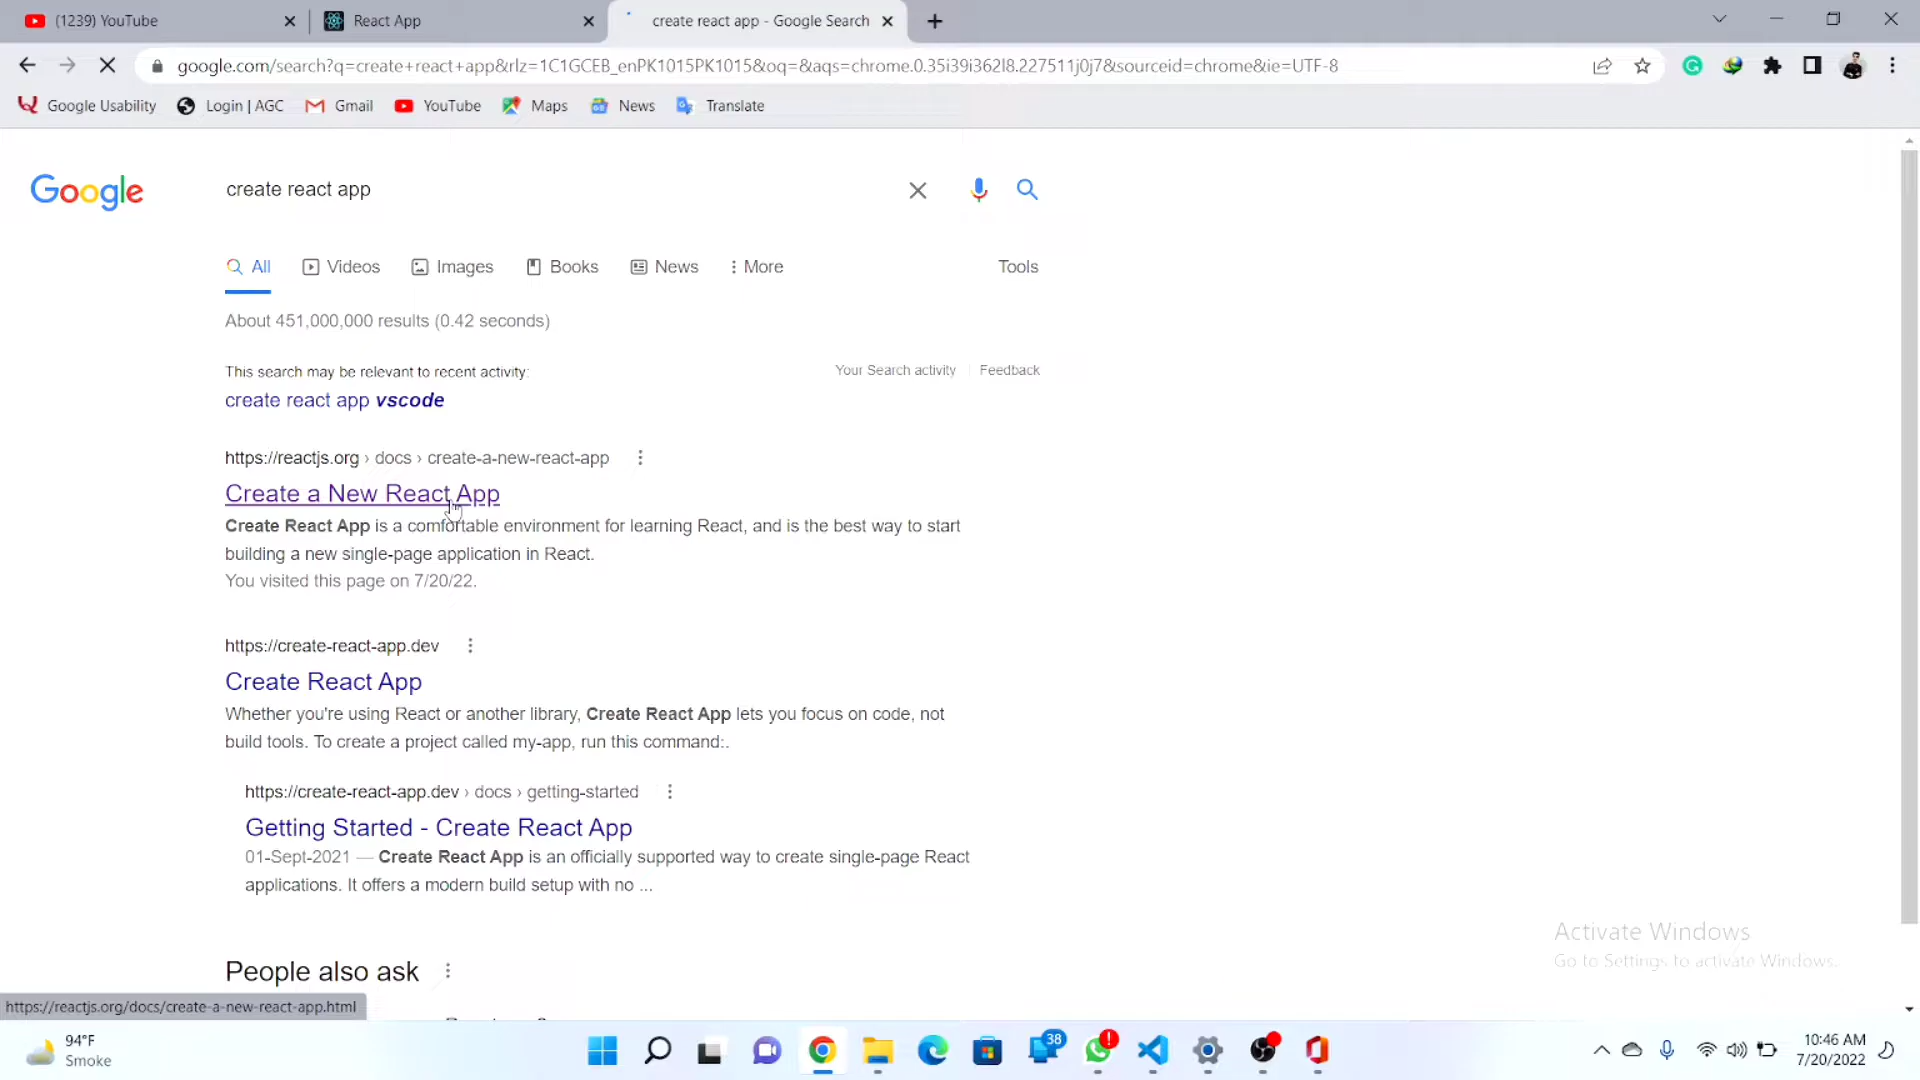 (1239) YouTube
React App
create react app - Google Search
google.com/search?q=create+react+app&rlz=1C1GCEB_enPK1015PK1015&oq=&aqs=chrome.0.35i39i362l8.227511j0j7&sourceid=chrome&ie=UTF-8
Google Usability
Login | AGC
Gmail
YouTube
Maps
News
Translate
Google
create react app
All
Videos
Images
Books
News
More
Tools
About 451,000,000 results (0.42 seconds)
This search may be relevant to recent activity:
Your Search activity
Feedback
create react app vscode
https://reactjs.org › docs › create-a-new-react-app
Create a New React App
Create React App is a comfortable environment for learning React, and is the best way to start
building a new single-page application in React.
You visited this page on 7/20/22.
https://create-react-app.dev
Create React App
Whether you're using React or another library, Create React App lets you focus on code, not
build tools. To create a project called my-app, run this command:.
https://create-react-app.dev › docs › getting-started
Getting Started - Create React App
01-Sept-2021 — Create React App is an officially supported way to create single-page React
applications. It offers a modern build setup with no ...
Activate Windows
Go to Settings to activate Windows.
People also ask
https://reactjs.org/docs/create-a-new-react-app.html
94°F
Smoke
38
10:46 AM
7/20/2022